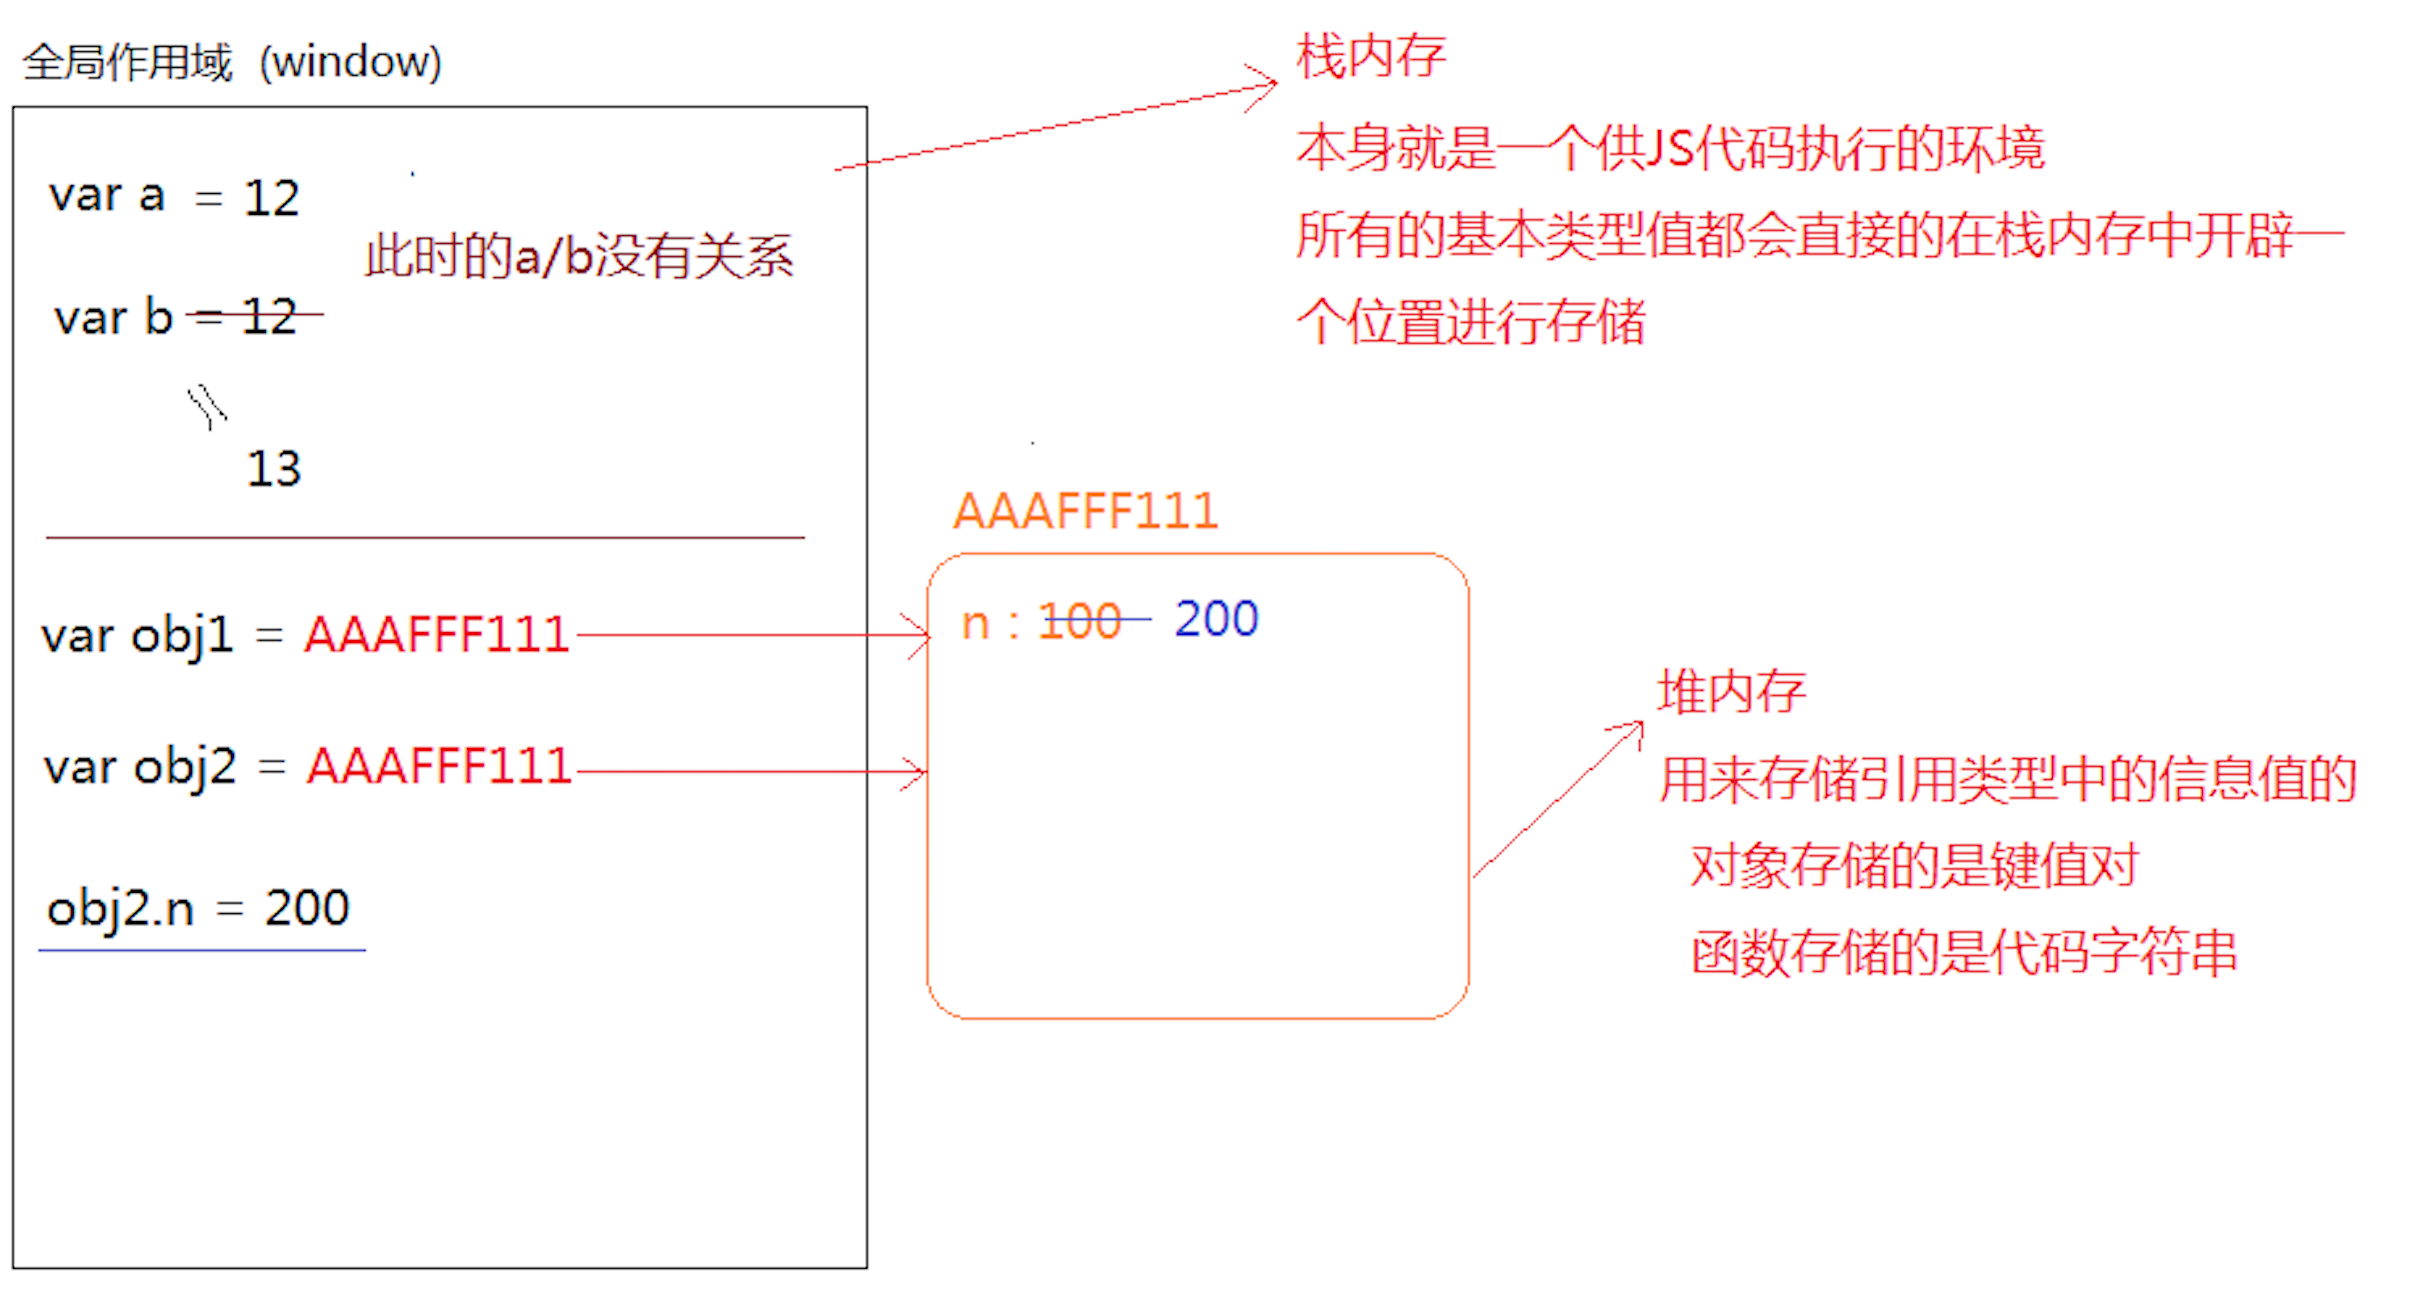 全局作用域 (window)
var a = 12
此时的a/b没有关系
var b = 12
13
var obj1 = AAAFFF111
var obj2 = AAAFFF111
obj2.n = 200
栈内存
本身就是一个供JS代码执行的环境
所有的基本类型值都会直接的在栈内存中开辟一
个位置进行存储
AAAFFF111
n : 100 200
堆内存
用来存储引用类型中的信息值的
对象存储的是键值对
函数存储的是代码字符串